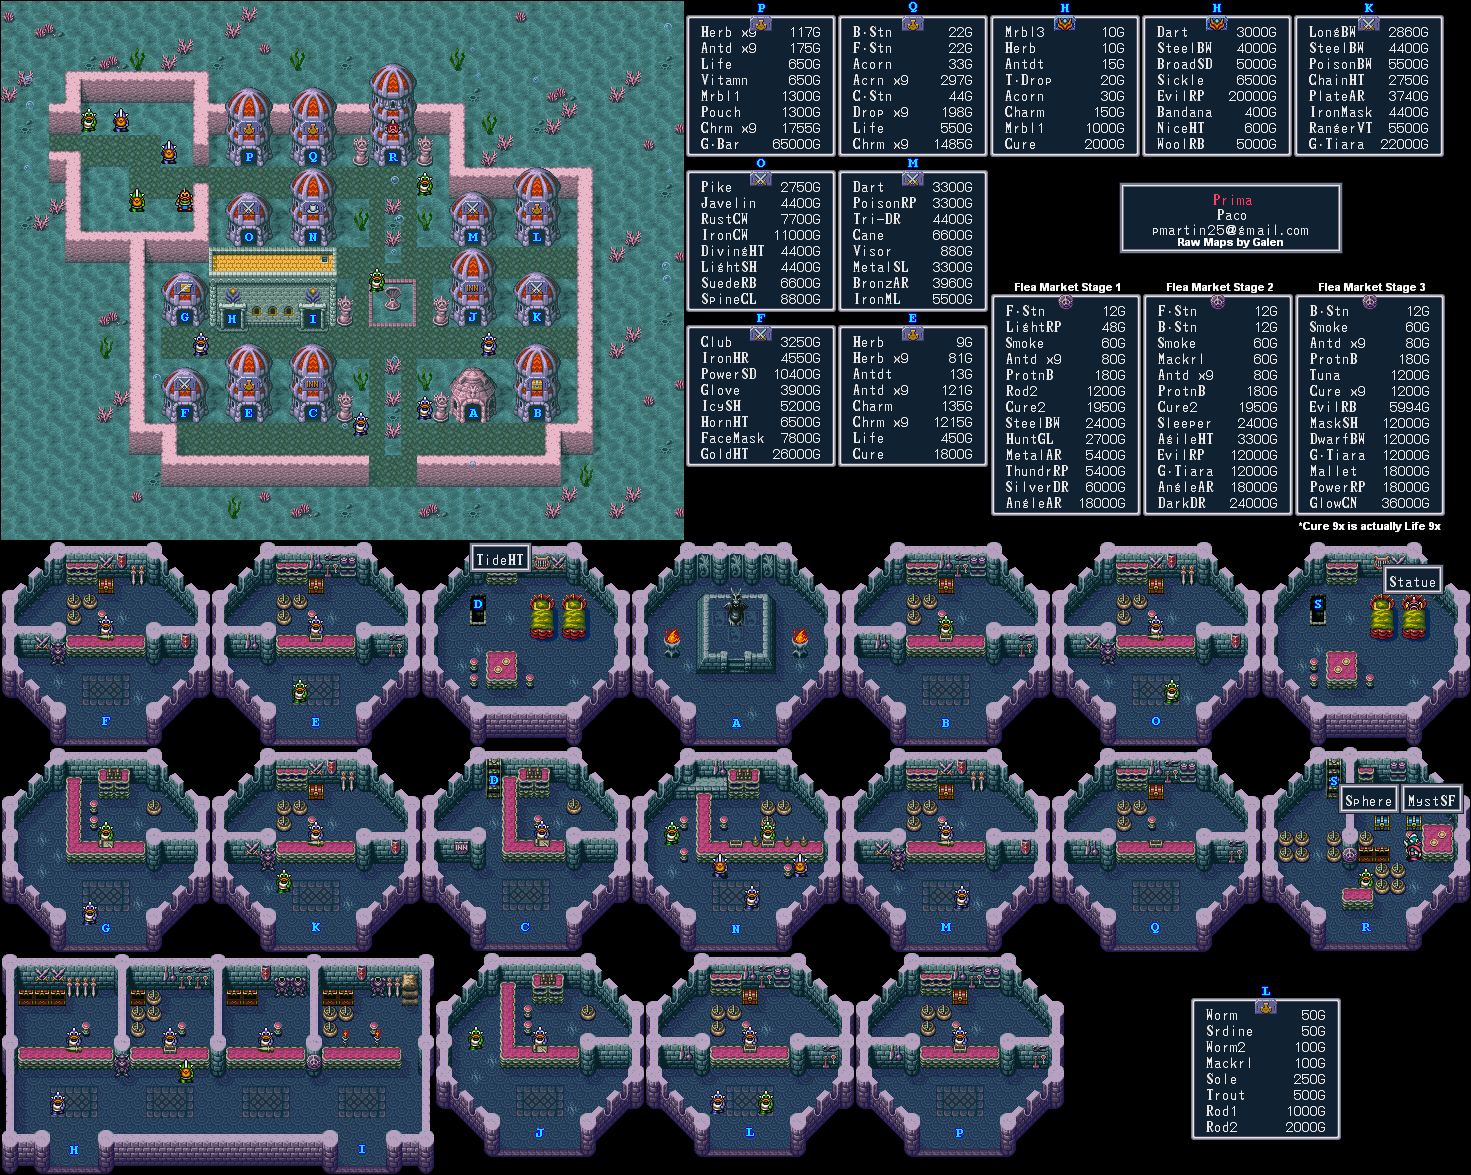 P
Herb x9 117G
Antd x9 175G
Life 650G
Vitamn 650G
Mrbl1 1300G
Pouch 1300G
Chrm x9 1755G
G·Bar 65000G
Q
B·Stn 22G
F·Stn 22G
Acorn 33G
Acrn x9 297G
C·Stn 44G
Drop x9 198G
Life 550G
Chrm x9 1485G
H
Mrbl3 10G
Herb 10G
Antdt 15G
T·Drop 20G
Acorn 30G
Charm 150G
Mrbl1 1000G
Cure 2000G
H
Dart 3000G
SteelBW 4000G
BroadSD 5000G
Sickle 6500G
EvilRP 20000G
Bandana 400G
NiceHT 600G
WoolRB 5000G
K
LongBW 2860G
SteelBW 4400G
PoisonBW 5500G
ChainHT 2750G
PlateAR 3740G
IronMask 4400G
RangerVT 5500G
G·Tiara 22000G
O
Pike 2750G
Javelin 4400G
RustCW 7700G
IronCW 11000G
DivingHT 4400G
LightSH 4400G
SuedeRB 6600G
SpineCL 8800G
M
Dart 3300G
PoisonRP 3300G
Tri-DR 4400G
Cane 6600G
Visor 880G
MetalSL 3300G
BronzAR 3960G
IronML 5500G
Prima
Paco
pmartin25@gmail.com
Raw Maps by Galen
F
Club 3250G
IronHR 4550G
PowerSD 10400G
Glove 3900G
IcySH 5200G
HornHT 6500G
FaceMask 7800G
GoldHT 26000G
E
Herb 9G
Herb x9 81G
Antdt 13G
Antd x9 121G
Charm 135G
Chrm x9 1215G
Life 450G
Cure 1800G
Flea Market Stage 1
F·Stn 12G
LightRP 48G
Smoke 60G
Antd x9 80G
ProtnB 180G
Rod2 1200G
Cure2 1950G
SteelBW 2400G
HuntGL 2700G
MetalAR 5400G
ThundrRP 5400G
SilverDR 6000G
AngleAR 18000G
Flea Market Stage 2
F·Stn 12G
B·Stn 12G
Smoke 60G
Mackrl 60G
Antd x9 80G
ProtnB 180G
Cure2 1950G
Sleeper 2400G
AgileHT 3300G
EvilRP 12000G
G·Tiara 12000G
AngleAR 18000G
DarkDR 24000G
Flea Market Stage 3
B·Stn 12G
Smoke 60G
Antd x9 80G
ProtnB 180G
Tuna 1200G
Cure x9 1200G
EvilRB 5994G
MaskSH 12000G
DwarfBW 12000G
G·Tiara 12000G
Mallet 18000G
PowerRP 18000G
GlowCN 36000G
*Cure 9x is actually Life 9x
P Q R
O N M L
G H I J K
INN
F E C A B
INN
TideHT
Statue
D S
F E A B O
D S
Sphere MystSF
INN
G K C N M Q R
H I J L P
L
Worm 50G
Srdine 50G
Worm2 100G
Mackrl 100G
Sole 250G
Trout 500G
Rod1 1000G
Rod2 2000G